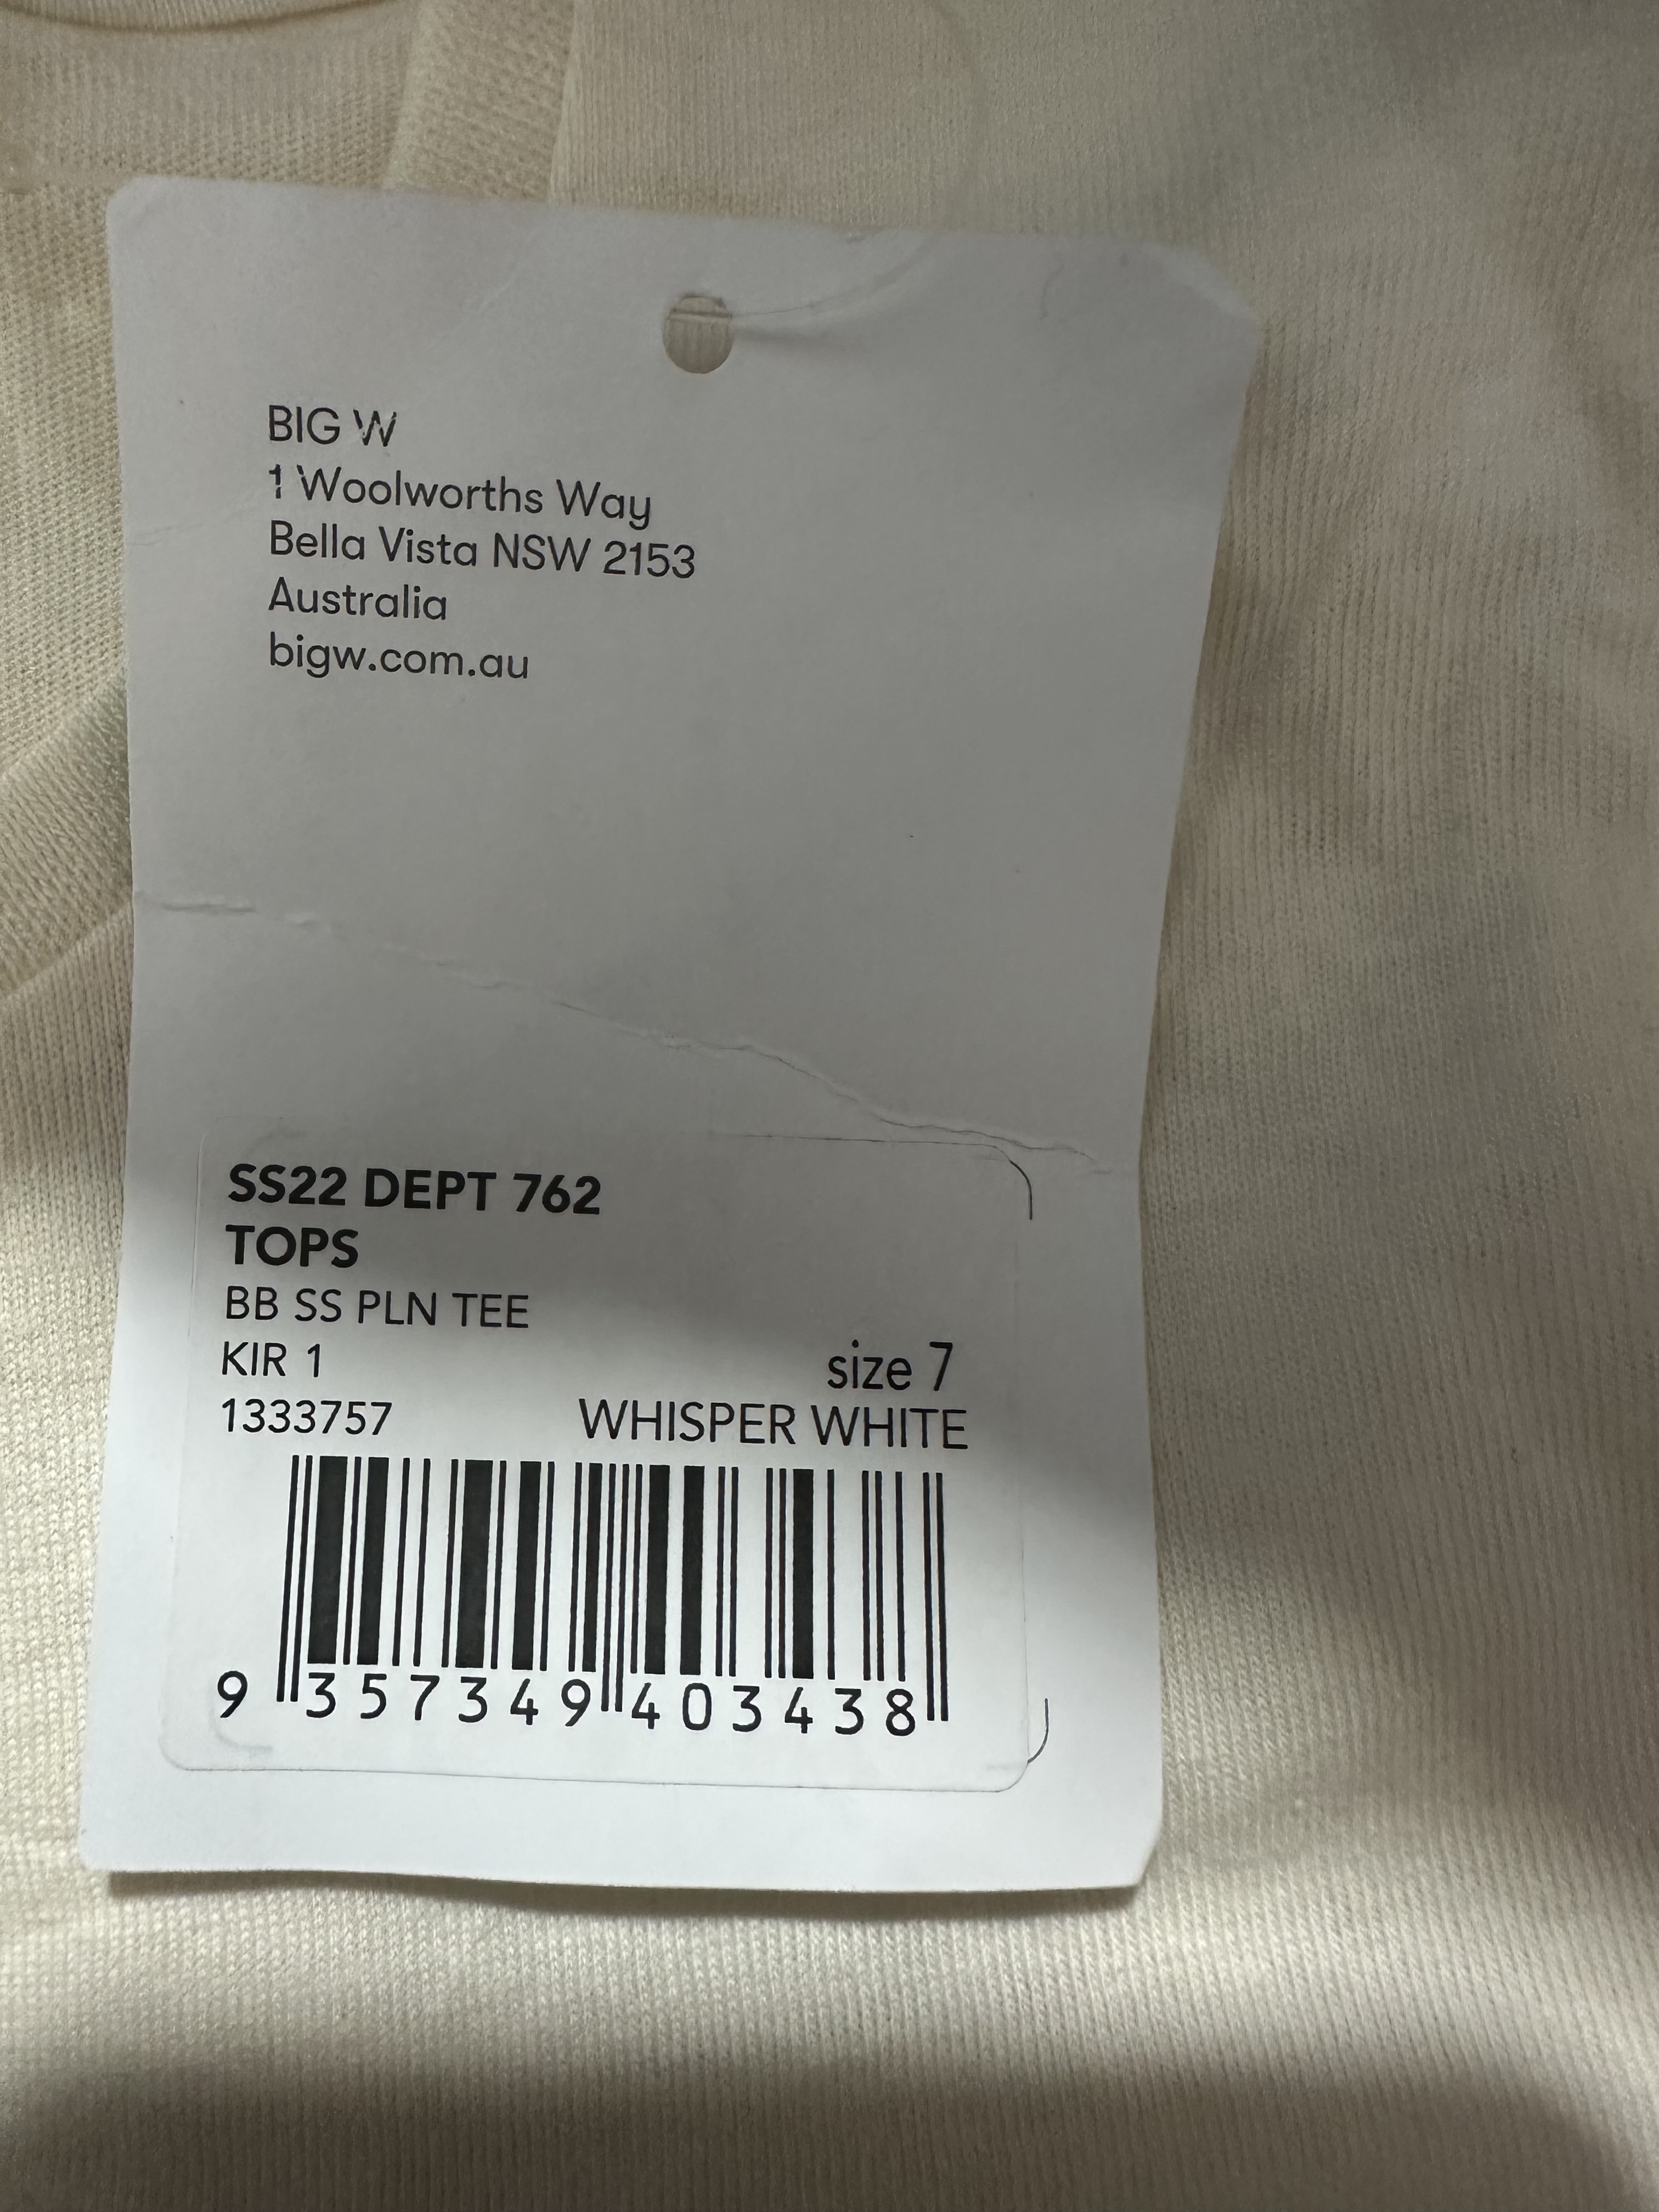 BIG W
1 Woolworths Way
Bella Vista NSW 2153
Australia
bigw.com.au
SS22 DEPT 762
TOPS
BB SS PLN TEE
KIR 1
size 7
1333757 WHISPER WHITE
9 357349 403438